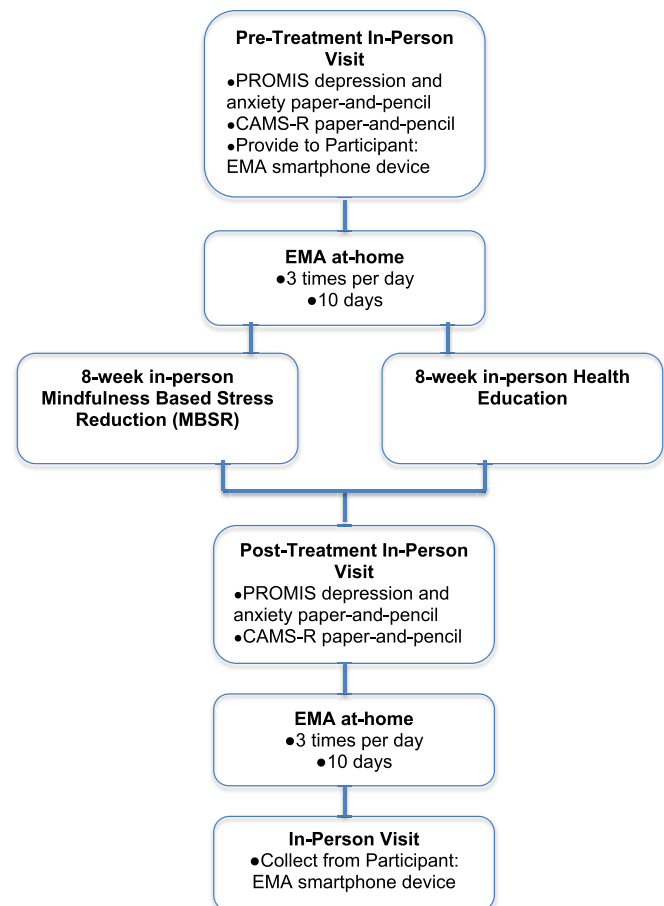 Pre-Treatment In-Person
Visit
●PROMIS depression and
anxiety paper-and-pencil
●CAMS-R paper-and-pencil
●Provide to Participant:
EMA smartphone device
EMA at-home
●3 times per day
●10 days
8-week in-person
Mindfulness Based Stress
Reduction (MBSR)
8-week in-person Health
Education
Post-Treatment In-Person
Visit
●PROMIS depression and
anxiety paper-and-pencil
●CAMS-R paper-and-pencil
EMA at-home
●3 times per day
●10 days
In-Person Visit
●Collect from Participant:
EMA smartphone device